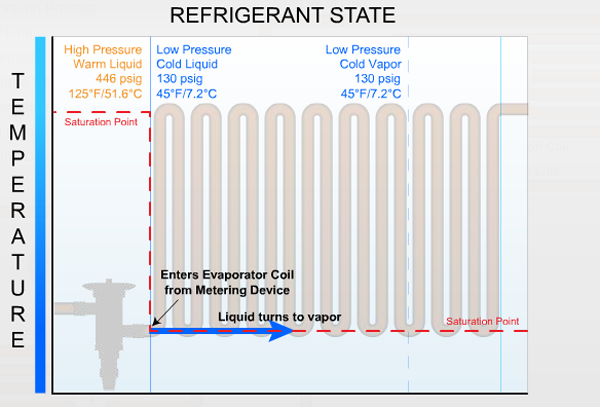 REFRIGERANT STATE
TEMPERATURE
High Pressure
Warm Liquid
446 psig
125°F/51.6°C
Low Pressure
Cold Liquid
130 psig
45°F/7.2°C
Low Pressure
Cold Vapor
130 psig
45°F/7.2°C
Saturation Point
Enters Evaporator Coil
from Metering Device
Liquid turns to vapor
Saturation Point